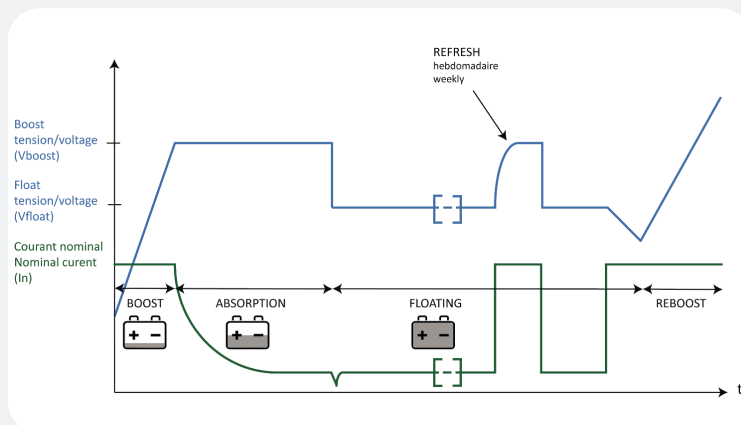 REFRESH
hebdomadaire
weekly
Boost
tension/voltage
(Vboost)
Float
tension/voltage
(Vfloat)
Courant nominal
Nominal curent
(In)
BOOST
ABSORPTION
FLOATING
REBOOST
+ −
+ −
+ −
t